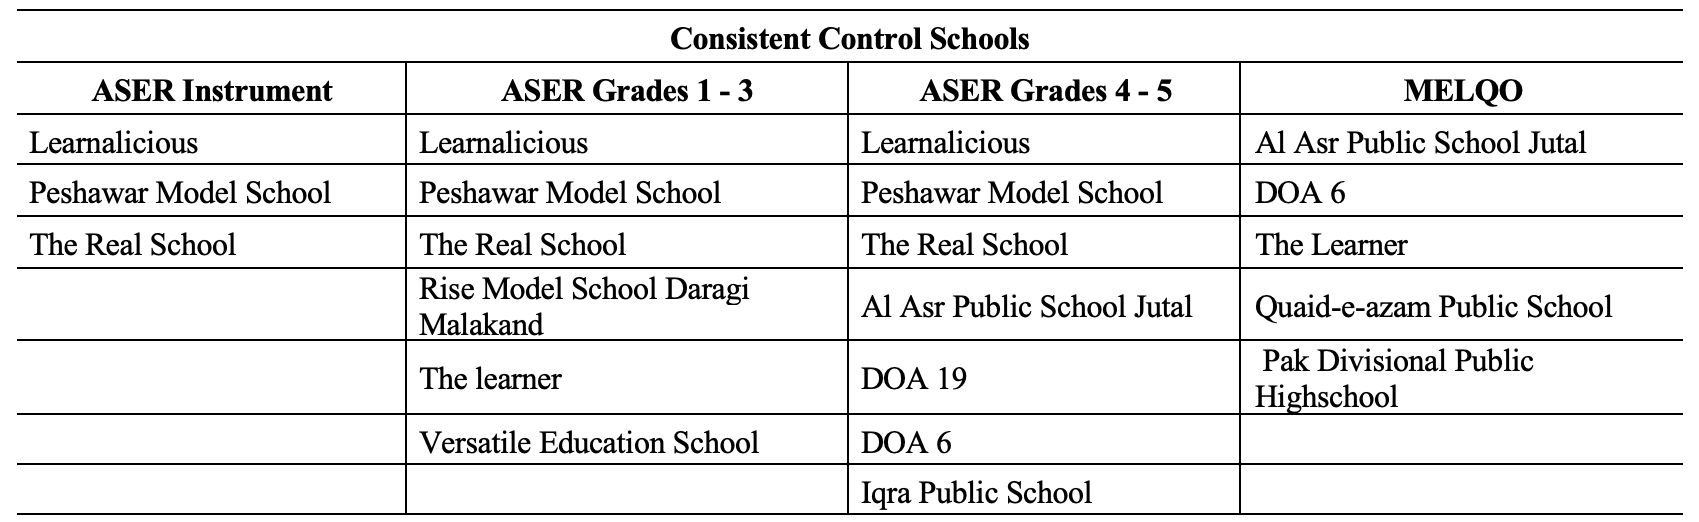 Consistent Control Schools
ASER Instrument ASER Grades 1 - 3 ASER Grades 4 - 5 MELQO
Learnalicious Learnalicious Learnalicious Al Asr Public School Jutal
Peshawar Model School Peshawar Model School Peshawar Model School DOA 6
The Real School The Real School The Real School The Learner
Rise Model School Daragi
Malakand
Al Asr Public School Jutal Quaid-e-azam Public School
The learner DOA 19
Pak Divisional Public
Highschool
Versatile Education School DOA 6
Iqra Public School